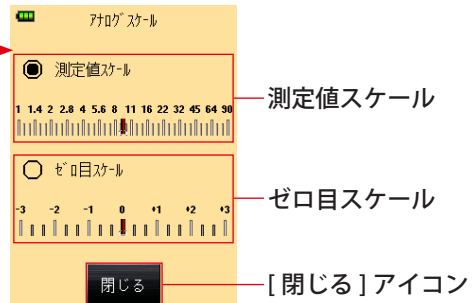 アナログスケール
測定値スケール
1 1.4 2 2.8 4 5.6 8 11 16 22 32 45 64 90
測定値スケール
ゼロ目スケール
-3 -2 -1 0 +1 +2 +3
ゼロ目スケール
閉じる
[ 閉じる ] アイコン